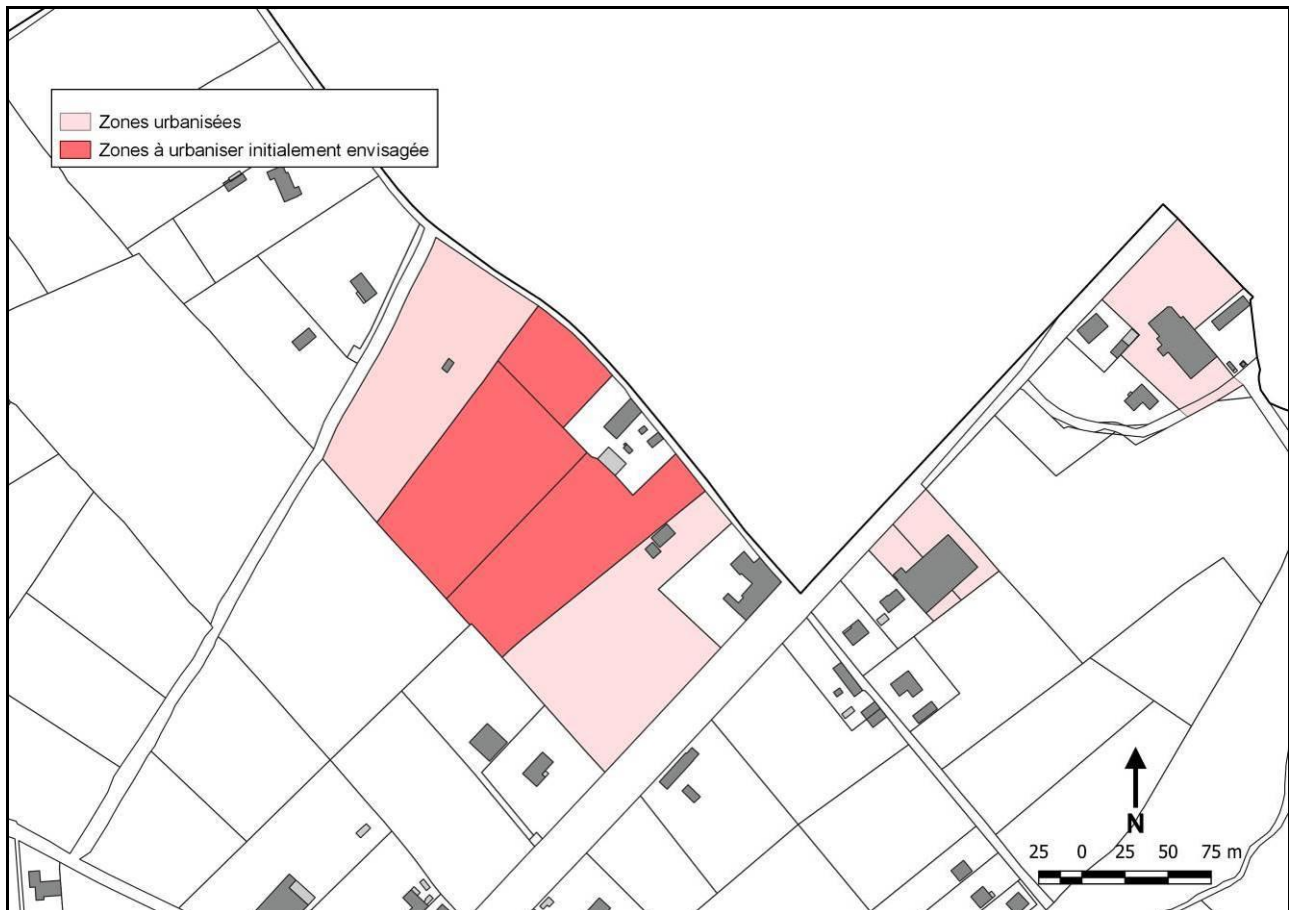 Zones urbanisées
Zones à urbaniser initialement envisagée
N
25 0 25 50 75 m